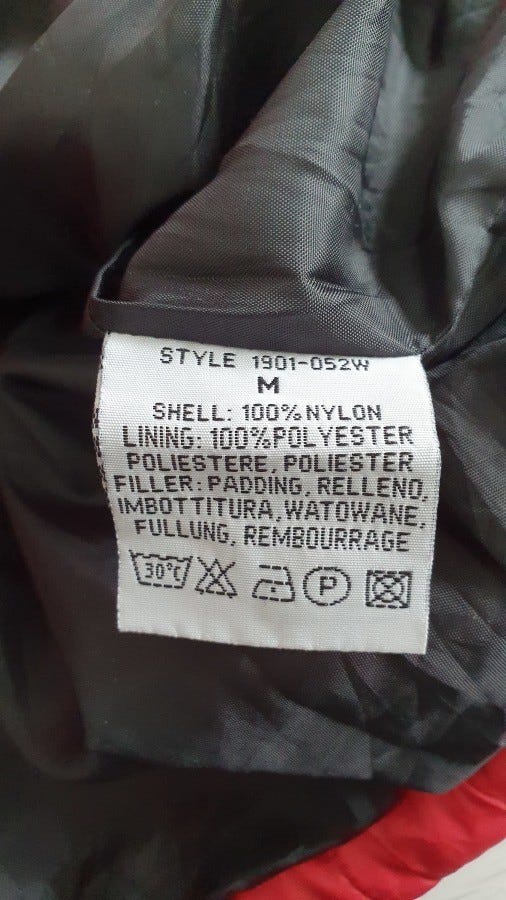 STYLE 1901-052W
M
SHELL: 100%NYLON
LINING: 100%POLYESTER
POLIESTERE, POLIESTER
FILLER: PADDING, RELLENO,
IMBOTTITURA, WATOWANE,
FULLUNG, REMBOURRAGE
30°C P